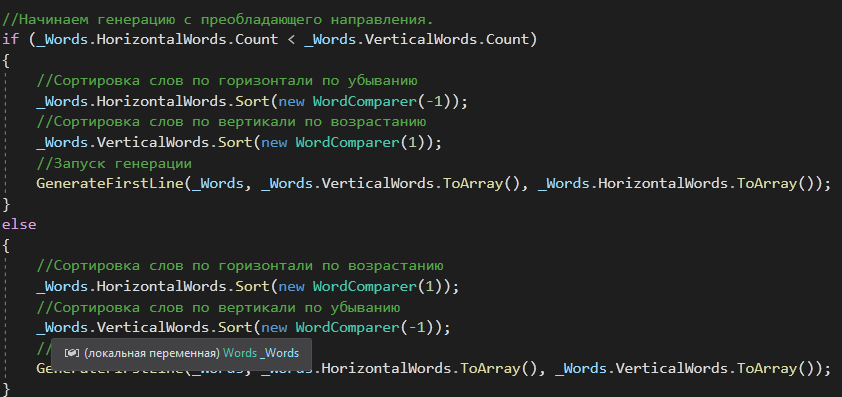 //Начинаем генерацию с преобладающего направления.
if (_Words.HorizontalWords.Count < _Words.VerticalWords.Count)
{
//Сортировка слов по горизонтали по убыванию
_Words.HorizontalWords.Sort(new WordComparer(-1));
//Сортировка слов по вертикали по возрастанию
_Words.VerticalWords.Sort(new WordComparer(1));
//Запуск генерации
GenerateFirstLine(_Words, _Words.VerticalWords.ToArray(), _Words.HorizontalWords.ToArray());
}
else
{
//Сортировка слов по горизонтали по возрастанию
_Words.HorizontalWords.Sort(new WordComparer(1));
//Сортировка слов по вертикали по убыванию
_Words.VerticalWords.Sort(new WordComparer(-1));
//
(локальная переменная) Words _Words
GenerateFirstLine(_Words, _Words.HorizontalWords.ToArray(), _Words.VerticalWords.ToArray());
}